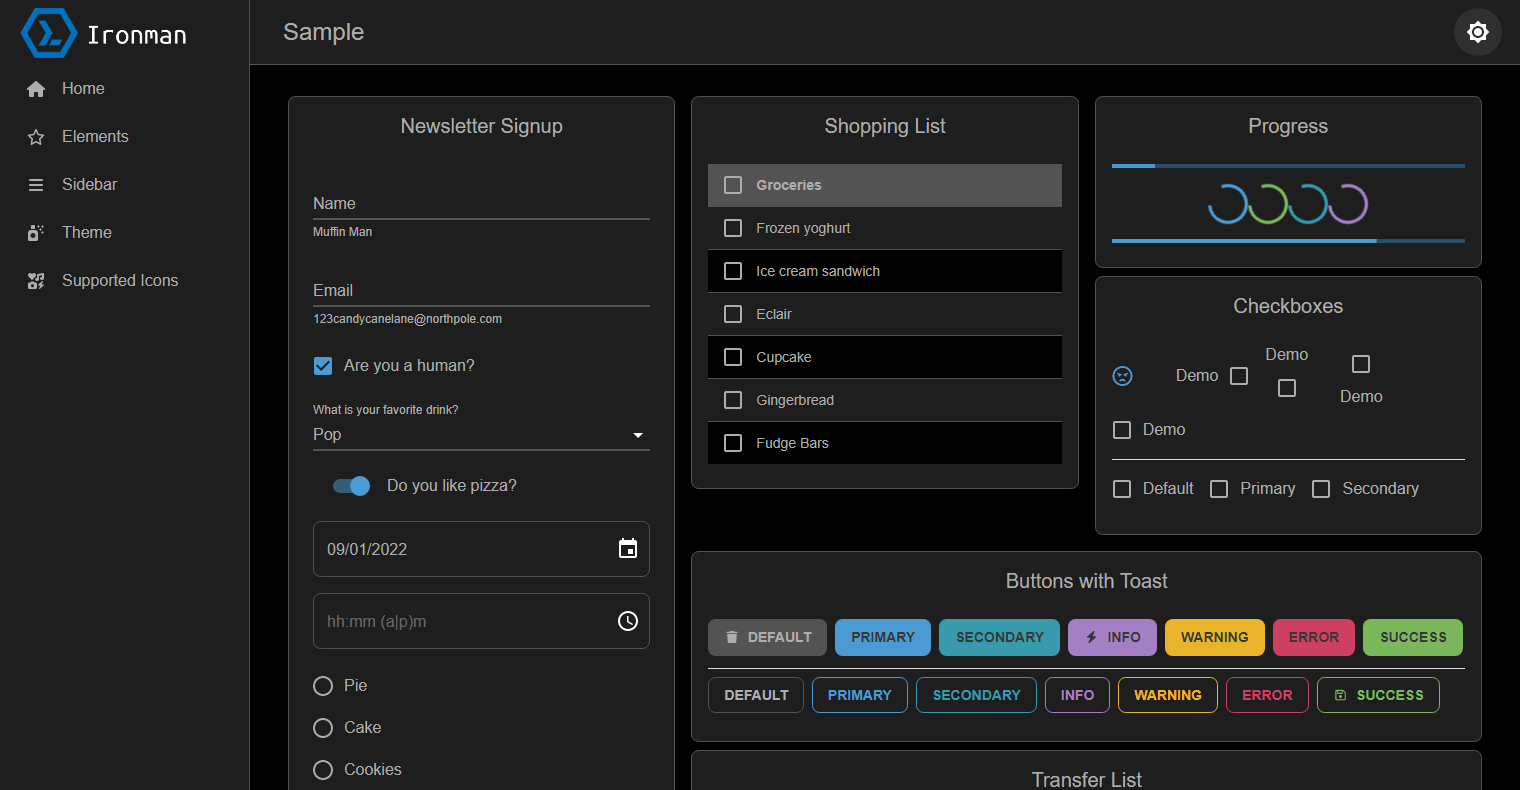 Ironman
Home
Elements
Sidebar
Theme
Supported Icons
Sample
Newsletter Signup
Name
Muffin Man
Email
123candycanelane@northpole.com
Are you a human?
What is your favorite drink?
Pop
Do you like pizza?
09/01/2022
hh:mm (a|p)m
Pie
Cake
Cookies
Shopping List
Groceries
Frozen yoghurt
Ice cream sandwich
Eclair
Cupcake
Gingerbread
Fudge Bars
Progress
Checkboxes
Demo
Demo
Demo
Demo
Default Primary Secondary
Buttons with Toast
DEFAULT PRIMARY SECONDARY INFO WARNING ERROR SUCCESS
DEFAULT PRIMARY SECONDARY INFO WARNING ERROR SUCCESS
Transfer List